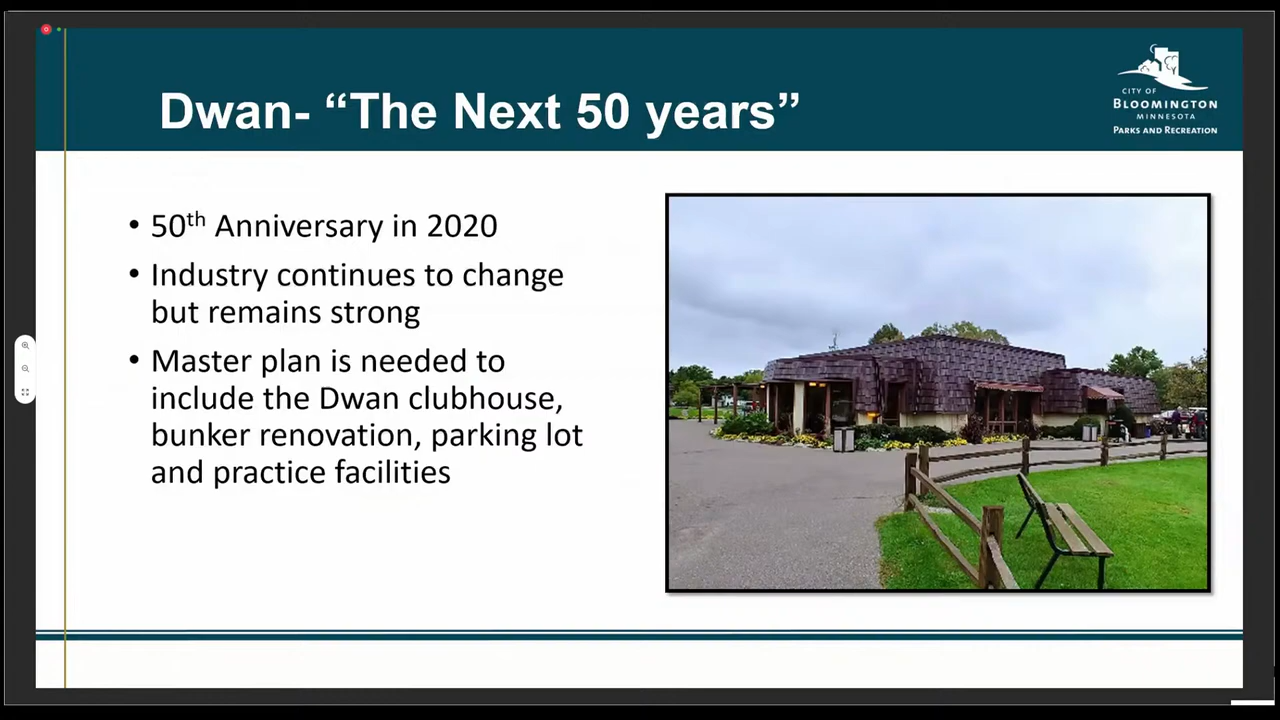 Dwan- “The Next 50 years”
CITY OF
BLOOMINGTON
MINNESOTA
PARKS AND RECREATION
• 50th Anniversary in 2020
• Industry continues to change
but remains strong
• Master plan is needed to
include the Dwan clubhouse,
bunker renovation, parking lot
and practice facilities